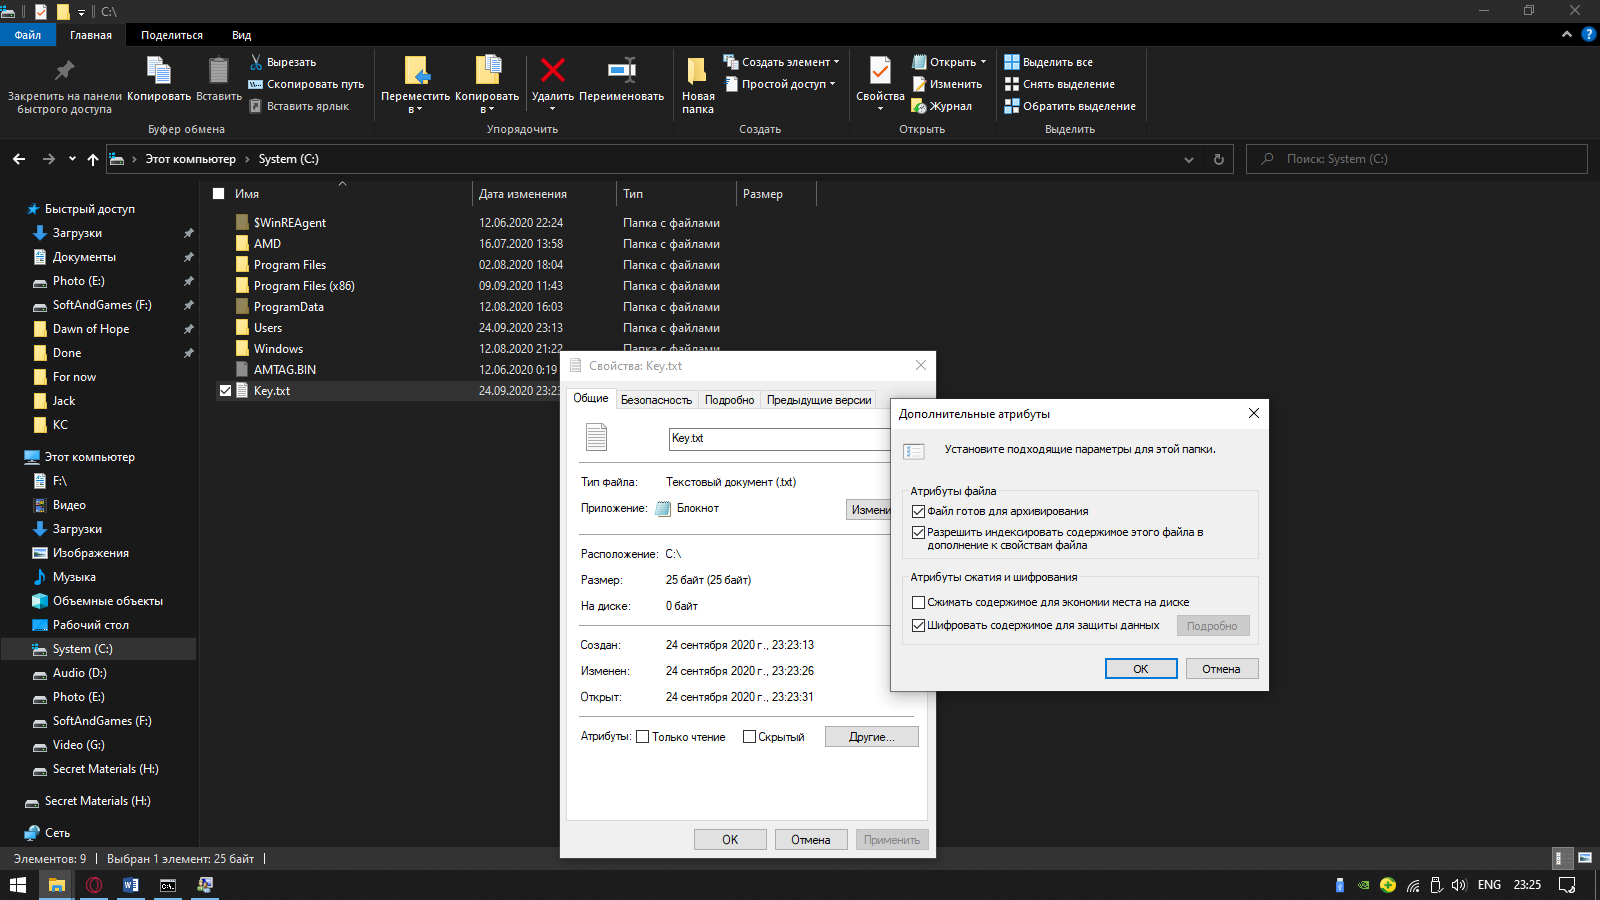 C:\
Файл
Главная
Поделиться
Вид
Закрепить на панели
быстрого доступа
Копировать
Вставить
Вырезать
Скопировать путь
Вставить ярлык
Буфер обмена
Переместить
в
Копировать
в
Удалить
Переименовать
Упорядочить
Новая
папка
Создать элемент
Простой доступ
Создать
Свойства
Открыть
Изменить
Журнал
Открыть
Выделить все
Снять выделение
Обратить выделение
Выделить
Этот компьютер
System (C:)
Поиск: System (C:)
Быстрый доступ
Загрузки
Документы
Photo (E:)
SoftAndGames (F:)
Dawn of Hope
Done
For now
Jack
KC
Этот компьютер
F:\
Видео
Загрузки
Изображения
Музыка
Объемные объекты
Рабочий стол
System (C:)
Audio (D:)
Photo (E:)
SoftAndGames (F:)
Video (G:)
Secret Materials (H:)
Secret Materials (H:)
Сеть
Имя Дата изменения Тип Размер
$WinREAgent 12.06.2020 22:24 Папка с файлами
AMD 16.07.2020 13:58 Папка с файлами
Program Files 02.08.2020 18:04 Папка с файлами
Program Files (x86) 09.09.2020 11:43 Папка с файлами
ProgramData 12.08.2020 16:03 Папка с файлами
Users 24.09.2020 23:13 Папка с файлами
Windows 12.08.2020 21:22 Папка с файлами
AMTAG.BIN 12.06.2020 0:19
Key.txt 24.09.2020 23:23
Свойства: Key.txt
Общие Безопасность Подробно Предыдущие версии
Key.txt
Тип файла: Текстовый документ (.txt)
Приложение: Блокнот Измени
Расположение: C:\
Размер: 25 байт (25 байт)
На диске: 0 байт
Создан: 24 сентября 2020 г., 23:23:13
Изменен: 24 сентября 2020 г., 23:23:26
Открыт: 24 сентября 2020 г., 23:23:31
Атрибуты: Только чтение Скрытый Другие...
OK Отмена Применить
Дополнительные атрибуты
Установите подходящие параметры для этой папки.
Атрибуты файла
Файл готов для архивирования
Разрешить индексировать содержимое этого файла в
дополнение к свойствам файла
Атрибуты сжатия и шифрования
Сжимать содержимое для экономии места на диске
Шифровать содержимое для защиты данных Подробно
OK Отмена
Элементов: 9 Выбран 1 элемент: 25 байт
ENG 23:25